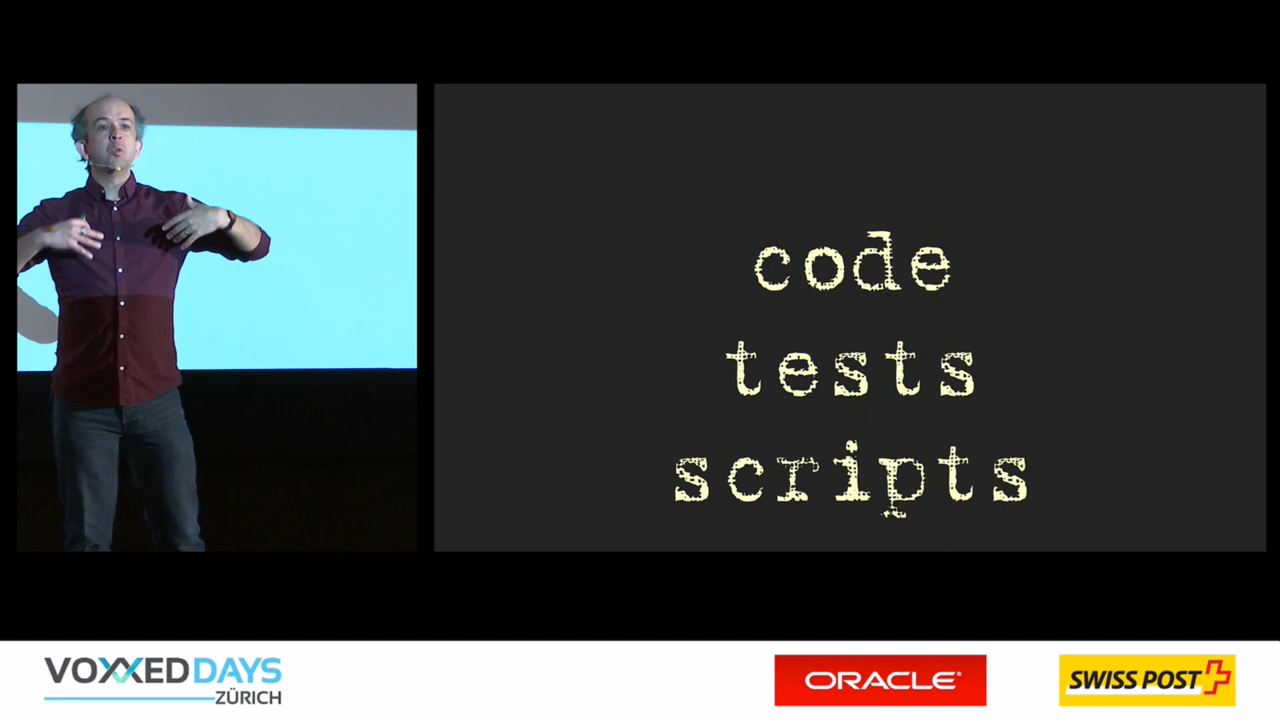 code
tests
scripts
VOXXED DAYS
ZÜRICH
ORACLE®
SWISS POST